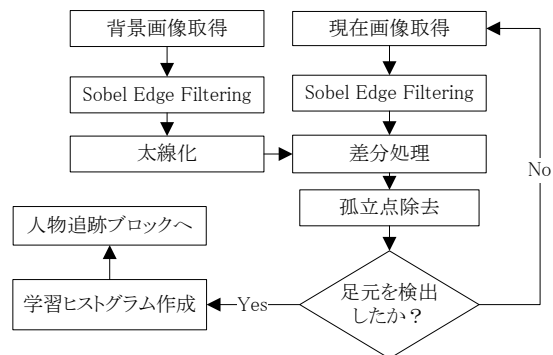 背景画像取得
現在画像取得
Sobel Edge Filtering
Sobel Edge Filtering
太線化
差分処理
No
孤立点除去
人物追跡ブロックへ
足元を検出
したか？
Yes
学習ヒストグラム作成